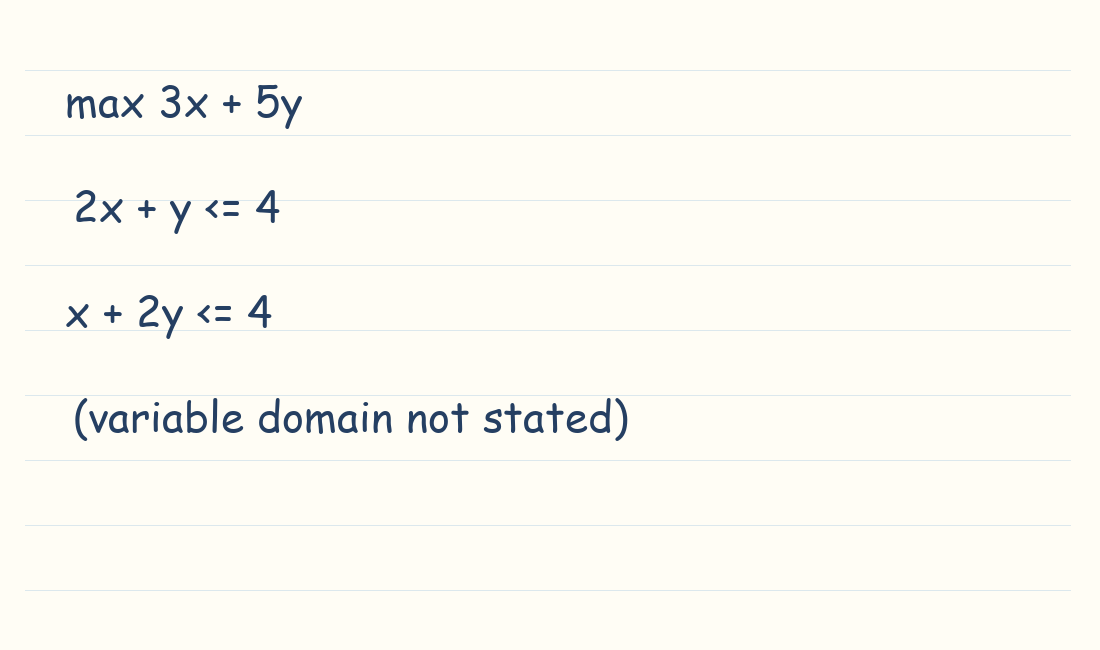 max 3x + 5y
2x + y <= 4
x + 2y <= 4
(variable domain not stated)